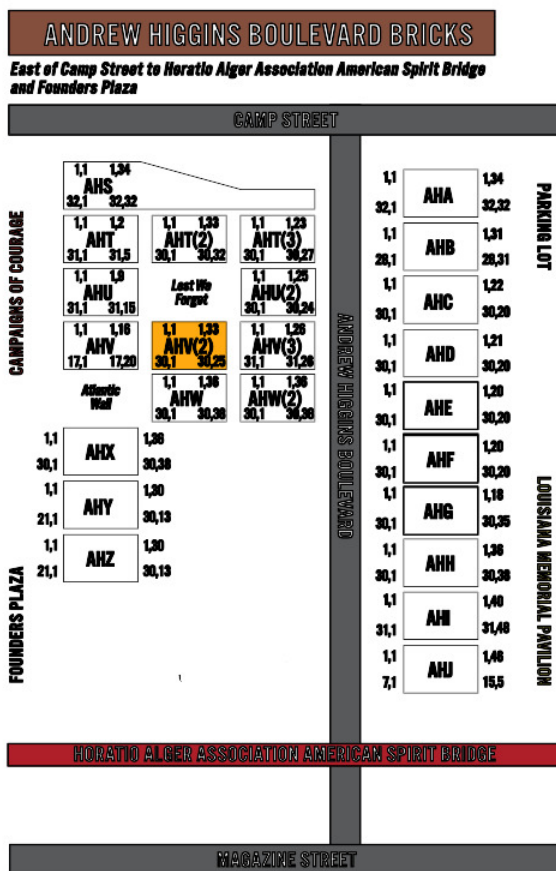 ANDREW HIGGINS BOULEVARD BRICKS
East of Camp Street to Horatio Alger Association American Spirit Bridge
and Founders Plaza
CAMP STREET
CAMPAIGNS OF COURAGE
1,1 1,34
AHS
32,1 32,32
1,1 1,2
AHT
31,1 31,5
1,1 1,33
AHT(2)
30,1 30,32
1,1 1,23
AHT(3)
30,1 30,27
1,1 1,9
AHU
31,1 31,15
Lest We
Forget
1,1 1,25
AHU(2)
30,1 30,24
1,1 1,16
AHV
17,1 17,20
1,1 1,33
AHV(2)
30,1 30,25
1,1 1,26
AHV(3)
31,1 31,26
Atlantic
Wall
1,1 1,36
AHW
30,1 30,36
1,1 1,36
AHW(2)
30,1 30,36
1,1 1,36
AHX
30,1 30,38
1,1 1,30
AHY
21,1 30,13
1,1 1,30
AHZ
21,1 30,13
FOUNDERS PLAZA
ANDREW HIGGINS BOULEVARD
1,1 1,34
AHA
32,1 32,32
1,1 1,31
AHB
28,1 28,31
1,1 1,22
AHC
30,1 30,20
1,1 1,21
AHD
30,1 30,20
1,1 1,20
AHE
30,1 30,20
1,1 1,20
AHF
30,1 30,20
1,1 1,18
AHG
30,1 30,35
1,1 1,36
AHH
30,1 30,36
1,1 1,40
AHI
31,1 31,48
1,1 1,46
AHJ
7,1 15,5
PARKING LOT
LOUISIANA MEMORIAL PAVILION
HORATIO ALGER ASSOCIATION AMERICAN SPIRIT BRIDGE
MAGAZINE STREET